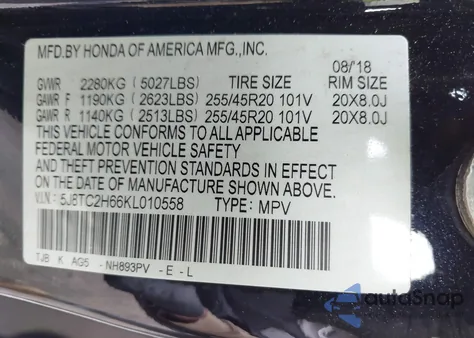 MFD.BY HONDA OF AMERICA MFG.,INC.
08/'18
GVWR 2280KG (5027LBS) TIRE SIZE RIM SIZE
GAWR F 1190KG (2623LBS) 255/45R20 101V 20X8.0J
GAWR R 1140KG (2513LBS) 255/45R20 101V 20X8.0J
THIS VEHICLE CONFORMS TO ALL APPLICABLE
FEDERAL MOTOR VEHICLE SAFETY
AND THEFT PREVENTION STANDARDS IN EFFECT
ON THE DATE OF MANUFACTURE SHOWN ABOVE.
V.I.N.: 5J8TC2H66KL010558 TYPE: MPV
TJB K AG5 -NH893PV -E-L
autoSnap